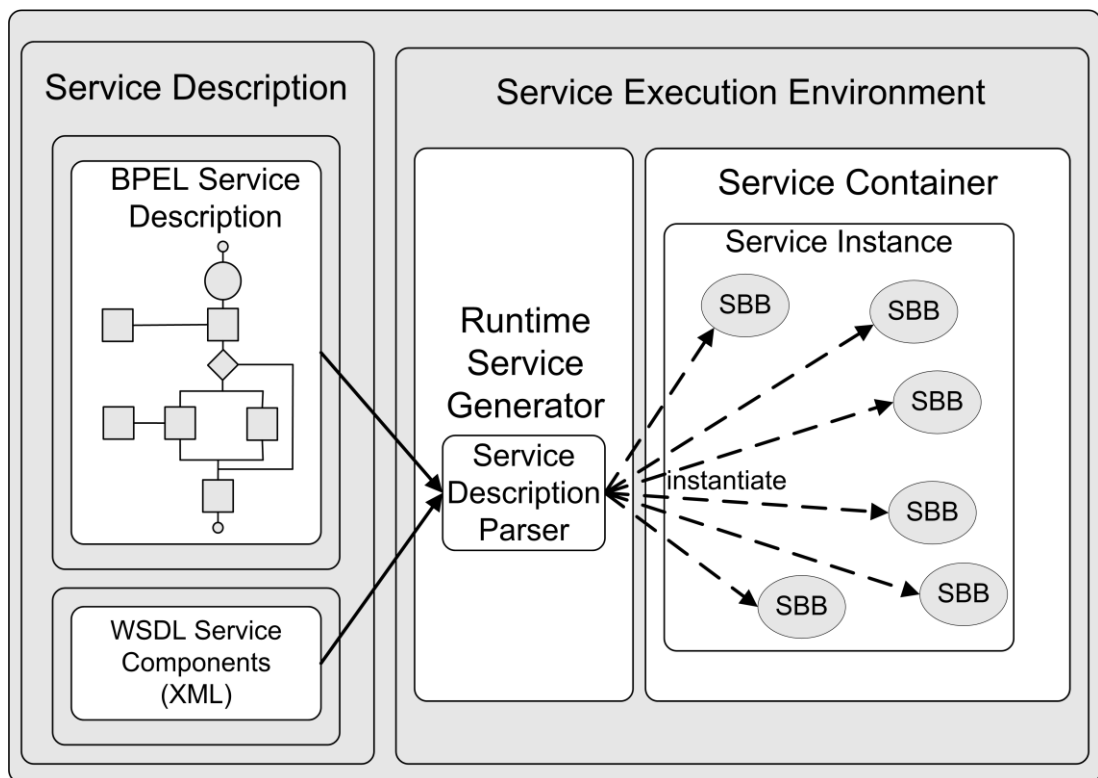 Service Description
BPEL Service
Description
WSDL Service
Components
(XML)
Service Execution Environment
Runtime
Service
Generator
Service
Description
Parser
Service Container
Service Instance
SBB
SBB
SBB
instantiate
SBB
SBB
SBB